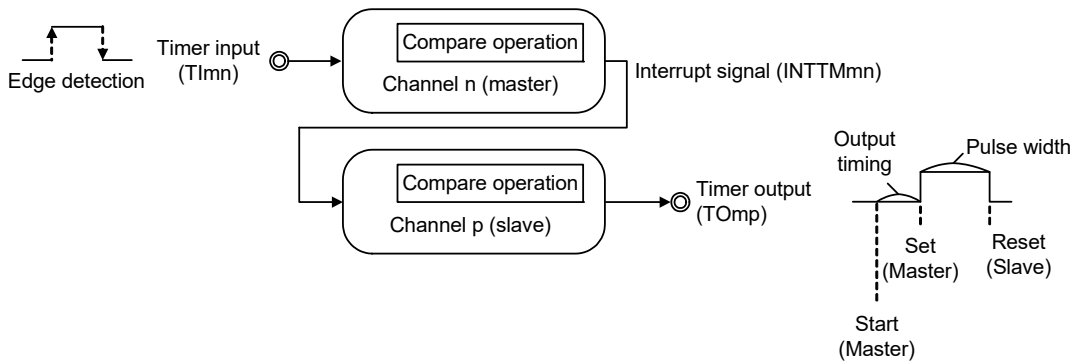 Edge detection
Timer input
(TImn)
Compare operation
Channel n (master)
Interrupt signal (INTTMmn)
Compare operation
Channel p (slave)
Timer output
(TOmp)
Output
timing
Pulse width
Set
(Master)
Reset
(Slave)
Start
(Master)